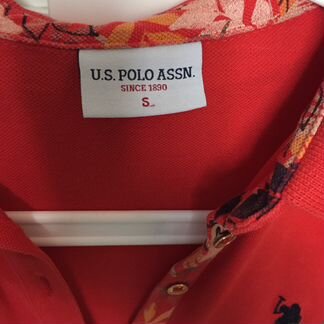 U.S. POLO ASSN.
SINCE 1890
S